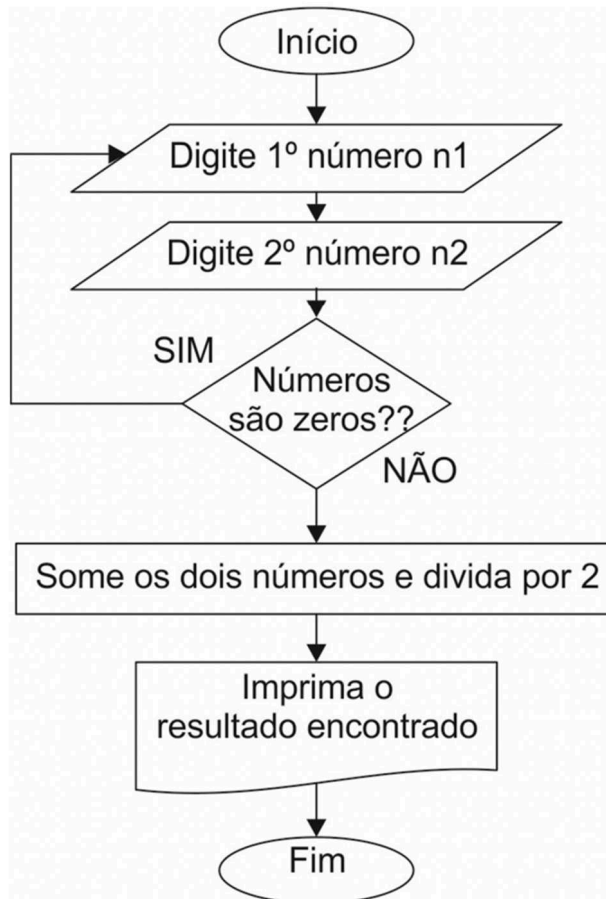 Início
Digite 1º número n1
Digite 2º número n2
SIM
Números
são zeros??
NÃO
Some os dois números e divida por 2
Imprima o
resultado encontrado
Fim